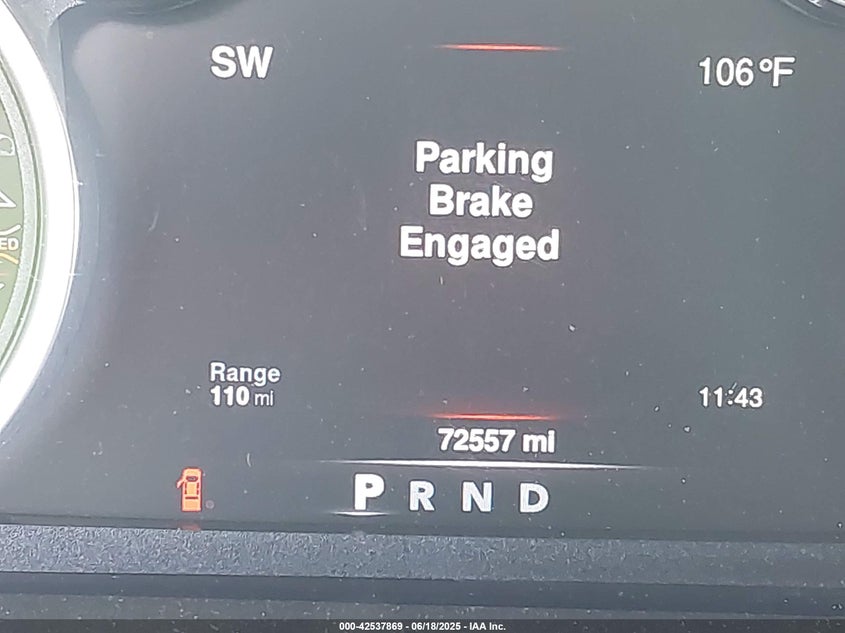 SW
106°F
Parking
Brake
Engaged
ED
Range
110 mi
11:43
72557 mi
P R N D
000-42537869 - 06/18/2025 - IAA Inc.